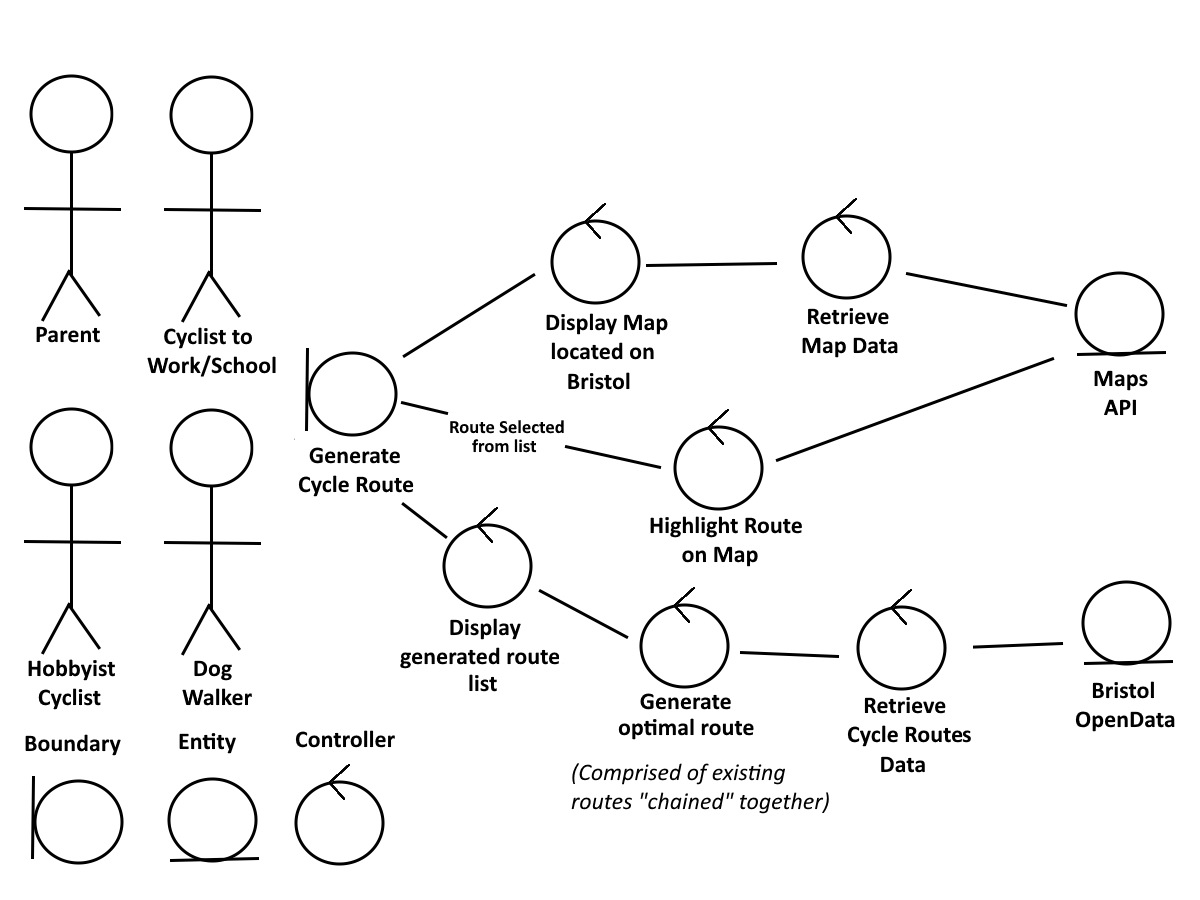 Parent
Cyclist to
Work/School
Hobbyist
Cyclist
Dog
Walker
Boundary
Entity
Controller
Generate
Cycle Route
Display Map
located on
Bristol
Retrieve
Map Data
Maps
API
Route Selected
from list
Highlight Route
on Map
Display
generated route
list
Generate
optimal route
(Comprised of existing
routes "chained" together)
Retrieve
Cycle Routes
Data
Bristol
OpenData